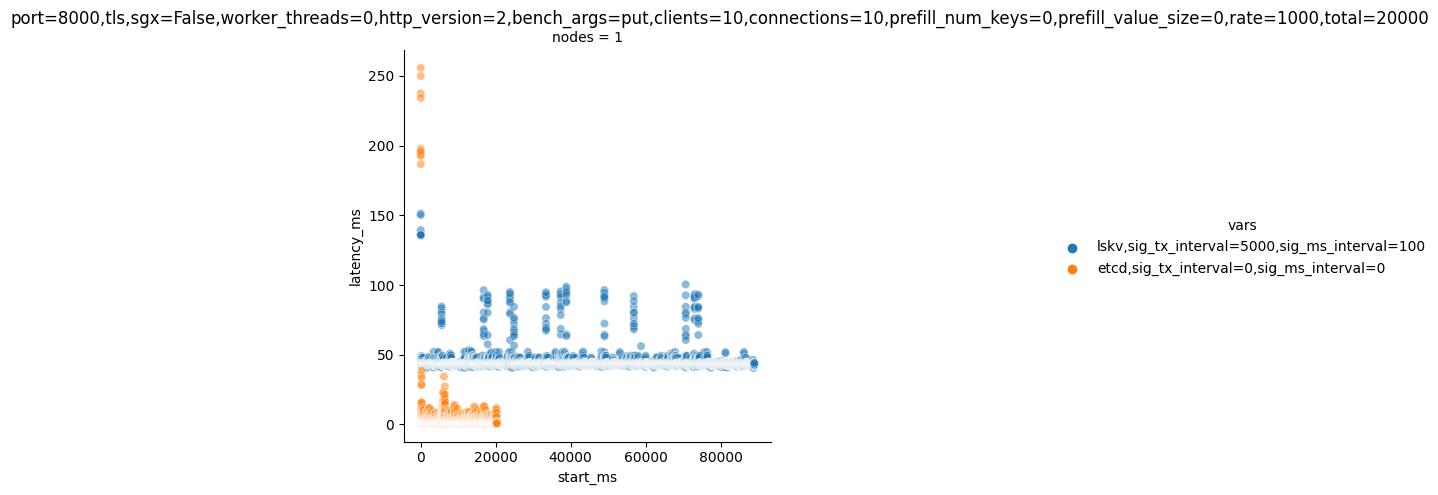 port=8000,tls,sgx=False,worker_threads=0,http_version=2,bench_args=put,clients=10,connections=10,prefill_num_keys=0,prefill_value_size=0,rate=1000,total=20000
nodes = 1
250
200
150
100
50
0
latency_ms
0 20000 40000 60000 80000
start_ms
vars
lskv,sig_tx_interval=5000,sig_ms_interval=100
etcd,sig_tx_interval=0,sig_ms_interval=0